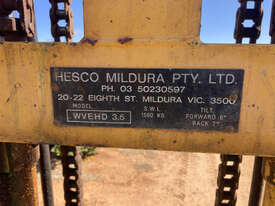 HESCO MILDURA PTY. LTD.
PH. 03 50230597
20-22 EIGHTH ST. MILDURA VIC. 3500
MODEL S.W.L. TILT.
WVEHD 3.5 1580 KG FORWARD 6°
BACK 7°